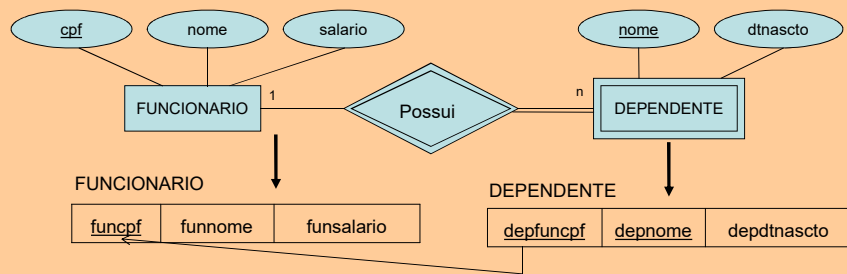 cpf nome salario nome dtnascto
FUNCIONARIO 1 Possui n DEPENDENTE
FUNCIONARIO DEPENDENTE
funcpf funnome funsalario depfuncpf depnome depdtnascto